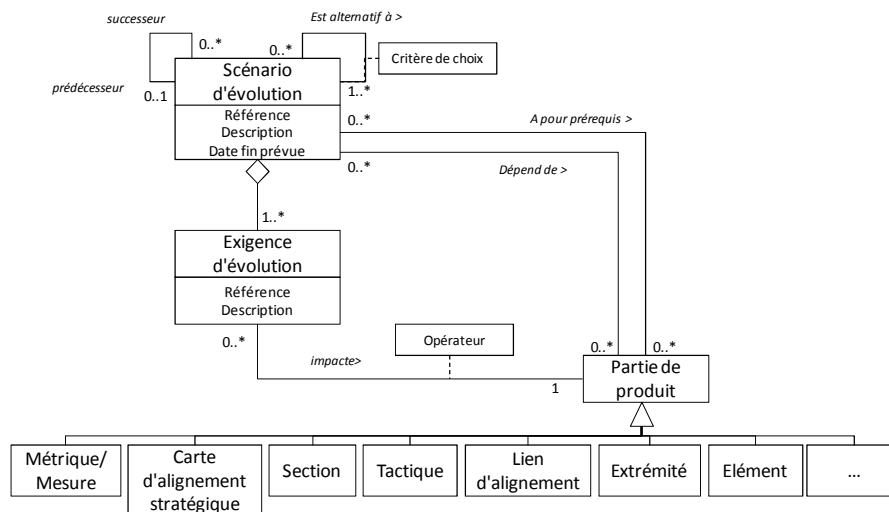 successeur
Est alternatif à >
0..*
0..*
Critère de choix
prédécesseur
0..1
Scénario
d'évolution
1..*
Référence
Description
Date fin prévue
0..*
A pour prérequis >
0..*
Dépend de >
1..*
Exigence
d'évolution
Référence
Description
0..*
impacte>
Opérateur
1
0..*
0..*
Partie de
produit
Métrique/
Mesure
Carte
d'alignement
stratégique
Section
Tactique
Lien
d'alignement
Extrémité
Elément
...